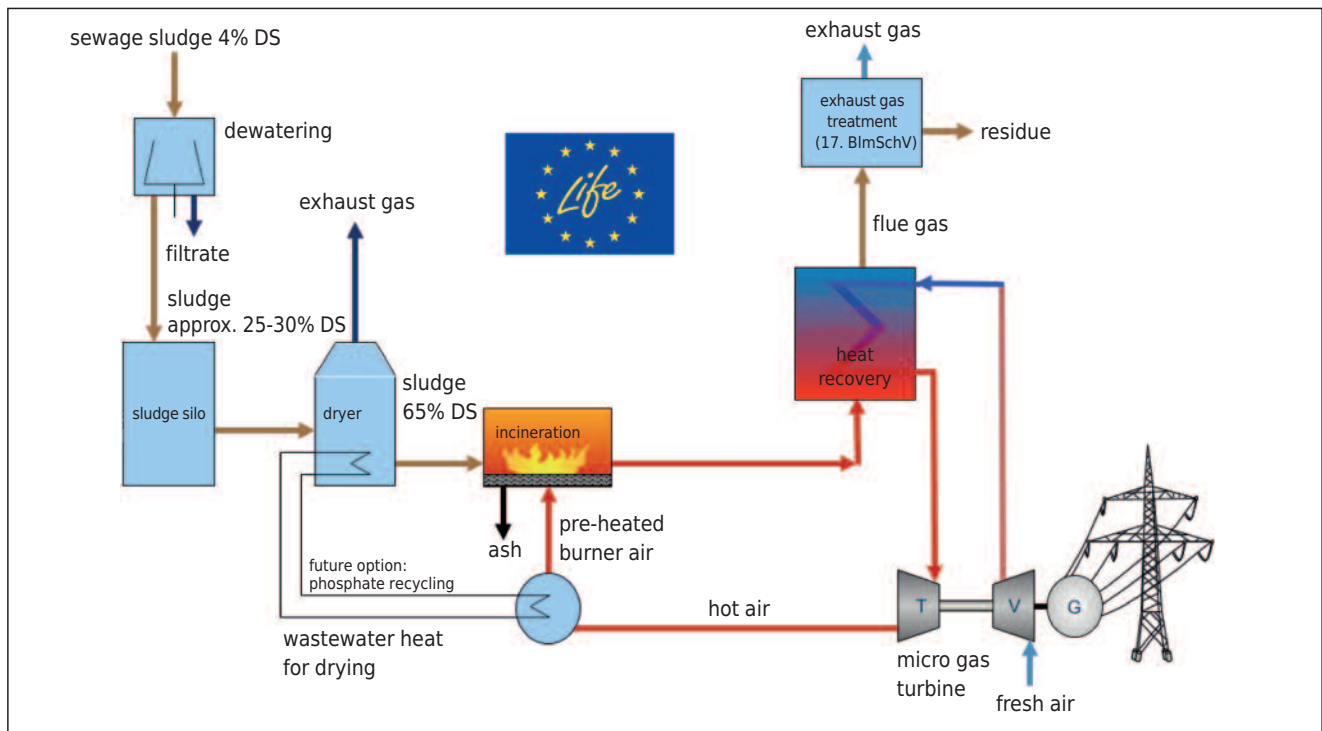 sewage sludge 4% DS
dewatering
filtrate
sludge
approx. 25-30% DS
sludge silo
exhaust gas
dryer
sludge
65% DS
incineration
ash
pre-heated
burner air
future option:
phosphate recycling
wastewater heat
for drying
Life
exhaust gas
exhaust gas
treatment
(17. BlmSchV)
residue
flue gas
heat
recovery
hot air
T
V
G
micro gas
turbine
fresh air